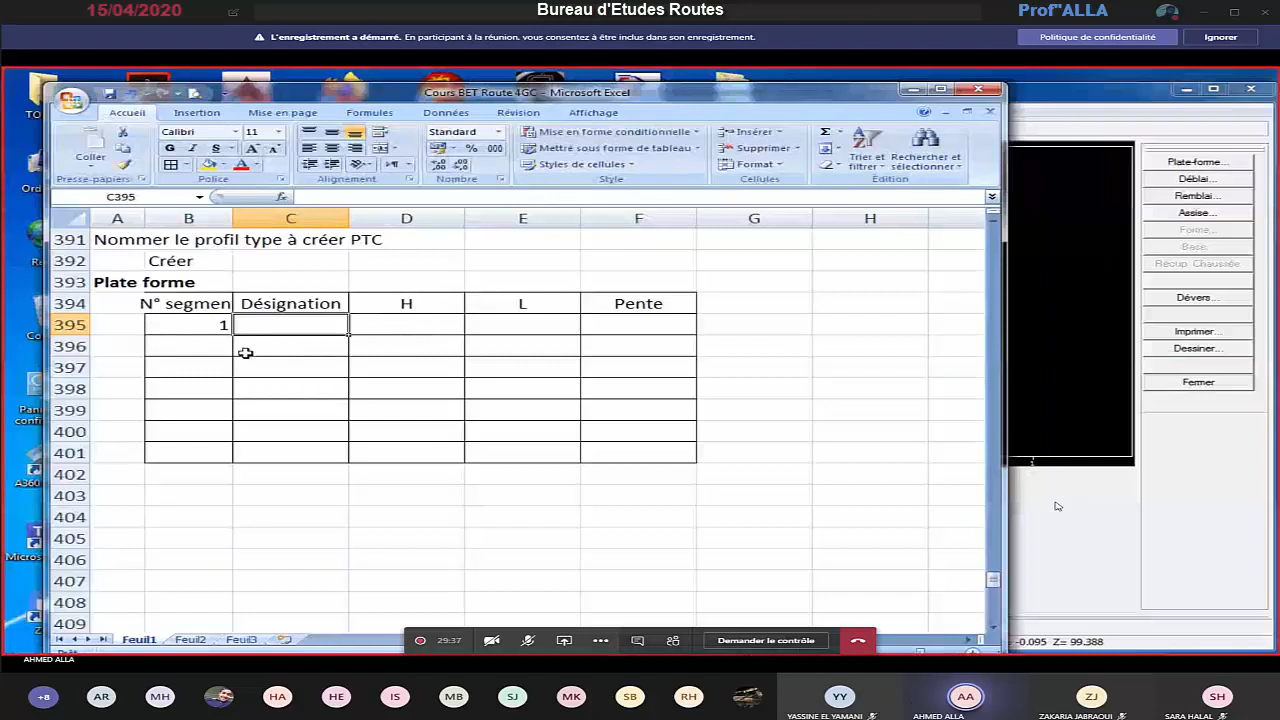 15/04/2020
Bureau d'Etudes Routes
Prof"ALLA
L'enregistrement a démarré. En participant à la réunion, vous consentez à être inclus dans son enregistrement.
Politique de confidentialité
Ignorer
Cours BET Route 4GC - Microsoft Excel
Accueil Insertion Mise en page Formules Données Révision Affichage
Calibri 11 Standard
Coller
G I S A A
% 000
Mise en forme conditionnelle
Mettre sous forme de tableau
Styles de cellules
Insérer
Supprimer
Format
Trier et filtrer
Rechercher et sélectionner
Presse-papiers Police Alignement Nombre Style Cellules Édition
C395 fx
A B C D E F G H
391 Nommer le profil type à créer PTC
392 Créer
393 Plate forme
394 N° segmen Désignation H L Pente
395 1
396
397
398
399
400
401
402
403
404
405
406
407
408
409
Feuil1 Feuil2 Feuil3
Plate-forme...
Déblai...
Remblai...
Assise...
Forme...
Base...
Récup Chaussée
Dévers...
Imprimer...
Dessiner...
Fermer
-0.095 Z= 99.388
29:37
Demander le contrôle
AHMED ALLA
+8 AR MH HA HE IS MB SJ MK SB RH YY AA ZJ SH
YASSINE EL YAMANI
AHMED ALLA
ZAKARIA JABRAOUI
SARA HALAL